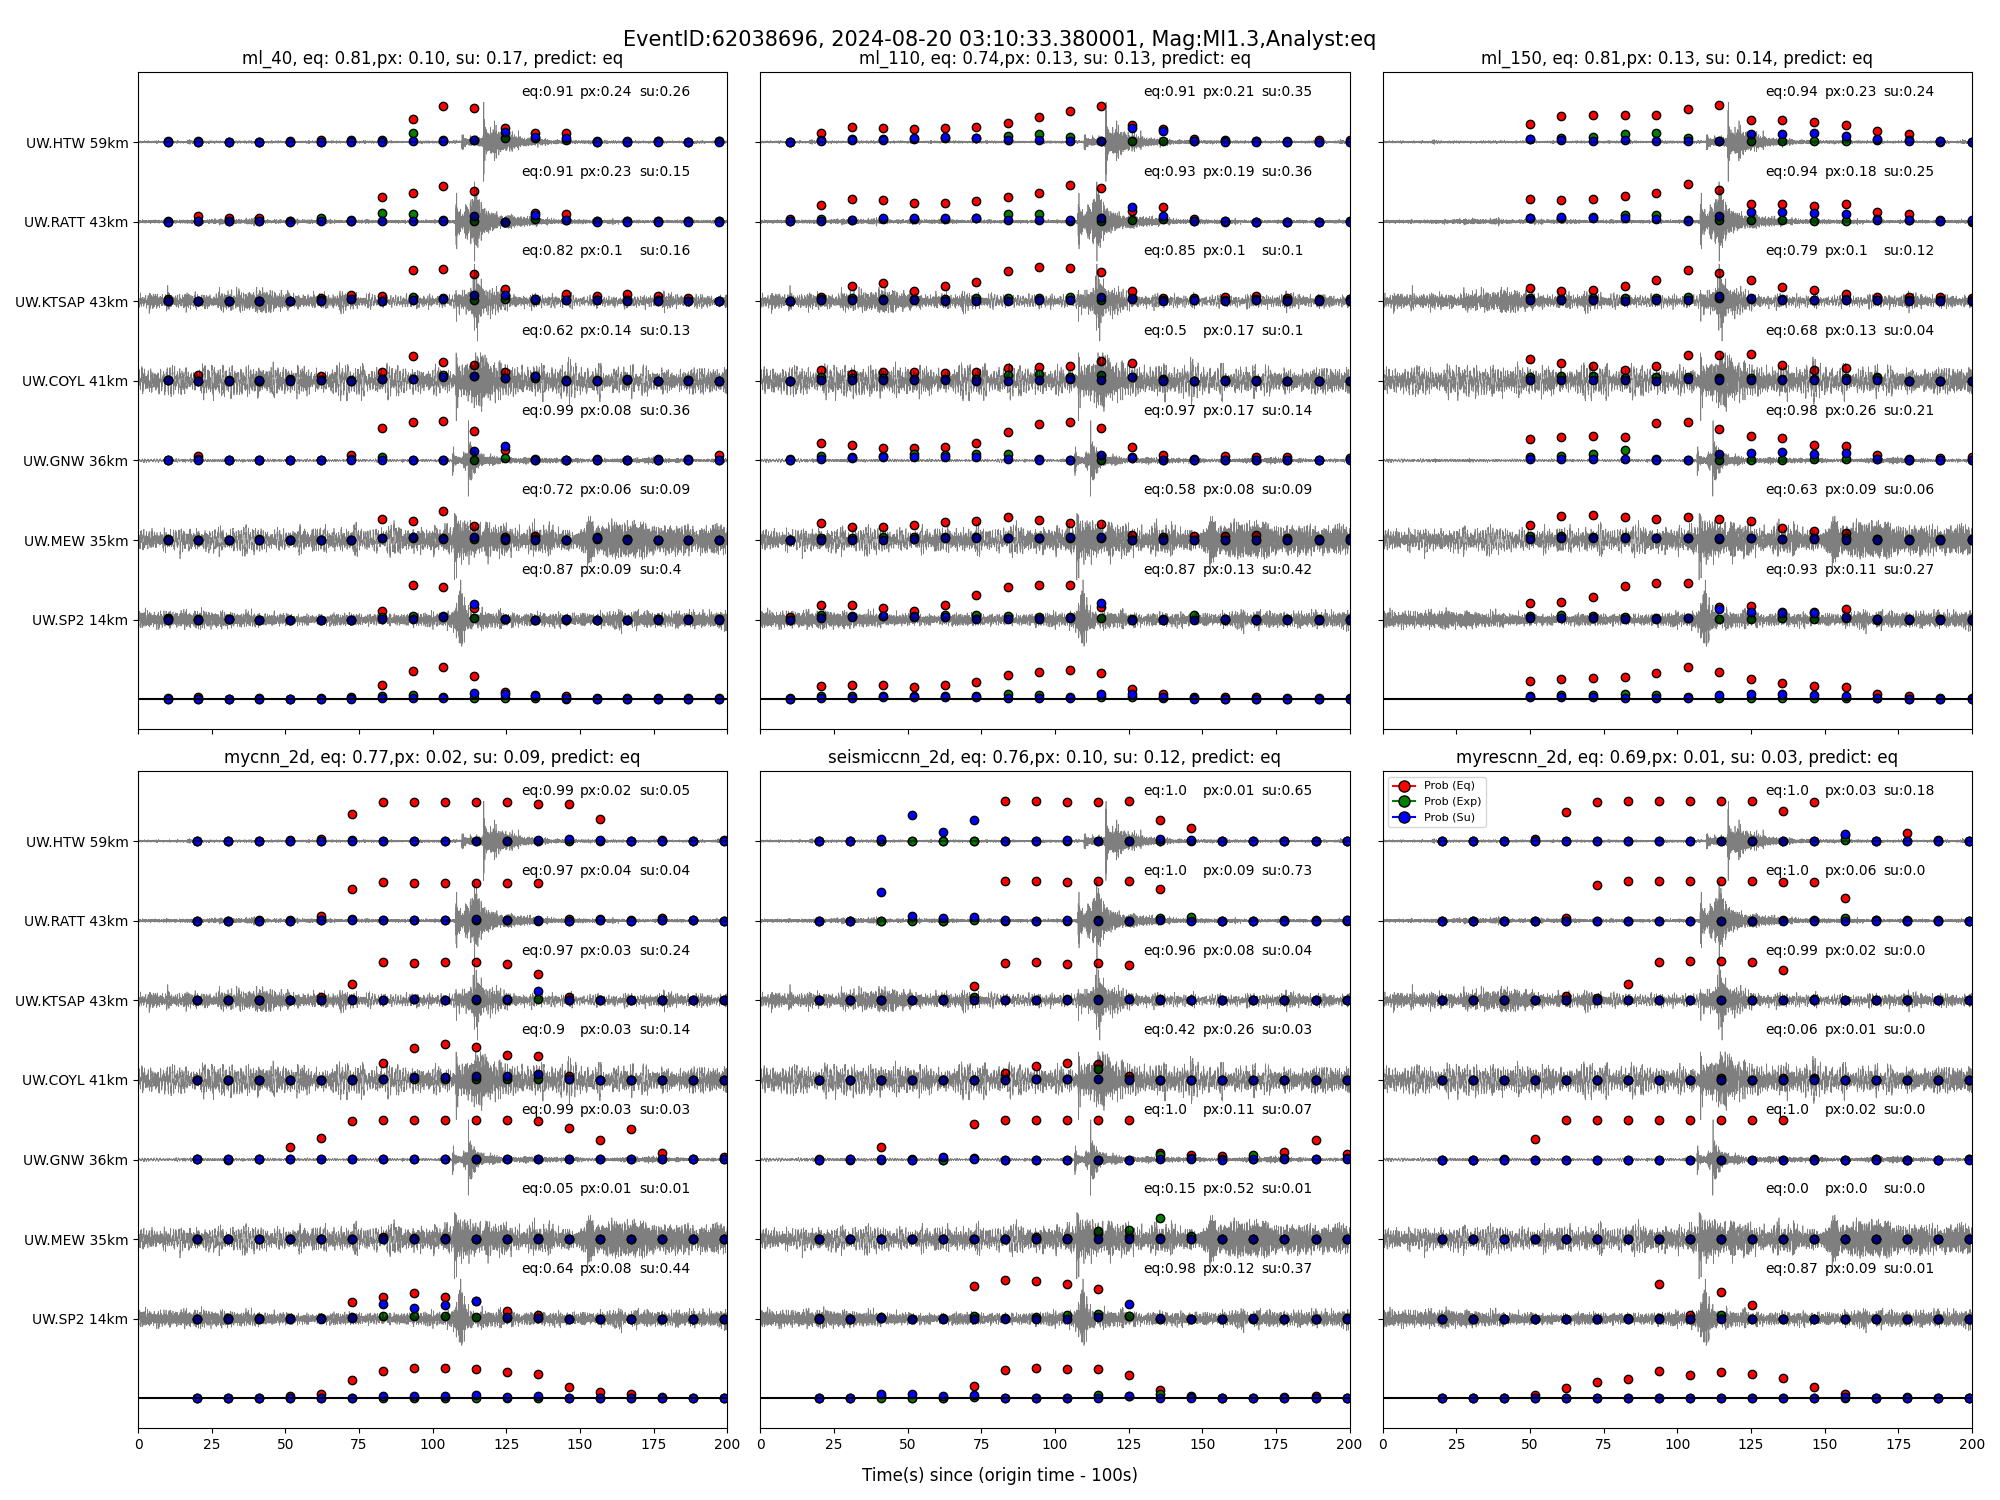 EventID:62038696, 2024-08-20 03:10:33.380001, Mag:Ml1.3,Analyst:eq
ml_40, eq: 0.81,px: 0.10, su: 0.17, predict: eq
UW.HTW 59km
eq:0.91 px:0.24 su:0.26
UW.RATT 43km
eq:0.91 px:0.23 su:0.15
UW.KTSAP 43km
eq:0.82 px:0.1 su:0.16
UW.COYL 41km
eq:0.62 px:0.14 su:0.13
UW.GNW 36km
eq:0.99 px:0.08 su:0.36
UW.MEW 35km
eq:0.72 px:0.06 su:0.09
UW.SP2 14km
eq:0.87 px:0.09 su:0.4
ml_110, eq: 0.74,px: 0.13, su: 0.13, predict: eq
eq:0.91 px:0.21 su:0.35
eq:0.93 px:0.19 su:0.36
eq:0.85 px:0.1 su:0.1
eq:0.5 px:0.17 su:0.1
eq:0.97 px:0.17 su:0.14
eq:0.58 px:0.08 su:0.09
eq:0.87 px:0.13 su:0.42
ml_150, eq: 0.81,px: 0.13, su: 0.14, predict: eq
eq:0.94 px:0.23 su:0.24
eq:0.94 px:0.18 su:0.25
eq:0.79 px:0.1 su:0.12
eq:0.68 px:0.13 su:0.04
eq:0.98 px:0.26 su:0.21
eq:0.63 px:0.09 su:0.06
eq:0.93 px:0.11 su:0.27
mycnn_2d, eq: 0.77,px: 0.02, su: 0.09, predict: eq
UW.HTW 59km
eq:0.99 px:0.02 su:0.05
UW.RATT 43km
eq:0.97 px:0.04 su:0.04
UW.KTSAP 43km
eq:0.97 px:0.03 su:0.24
UW.COYL 41km
eq:0.9 px:0.03 su:0.14
UW.GNW 36km
eq:0.99 px:0.03 su:0.03
UW.MEW 35km
eq:0.05 px:0.01 su:0.01
UW.SP2 14km
eq:0.64 px:0.08 su:0.44
0 25 50 75 100 125 150 175 200
seismiccnn_2d, eq: 0.76,px: 0.10, su: 0.12, predict: eq
eq:1.0 px:0.01 su:0.65
eq:1.0 px:0.09 su:0.73
eq:0.96 px:0.08 su:0.04
eq:0.42 px:0.26 su:0.03
eq:1.0 px:0.11 su:0.07
eq:0.15 px:0.52 su:0.01
eq:0.98 px:0.12 su:0.37
0 25 50 75 100 125 150 175 200
myrescnn_2d, eq: 0.69,px: 0.01, su: 0.03, predict: eq
Prob (Eq)
Prob (Exp)
Prob (Su)
eq:1.0 px:0.03 su:0.18
eq:1.0 px:0.06 su:0.0
eq:0.99 px:0.02 su:0.0
eq:0.06 px:0.01 su:0.0
eq:1.0 px:0.02 su:0.0
eq:0.0 px:0.0 su:0.0
eq:0.87 px:0.09 su:0.01
0 25 50 75 100 125 150 175 200
Time(s) since (origin time - 100s)